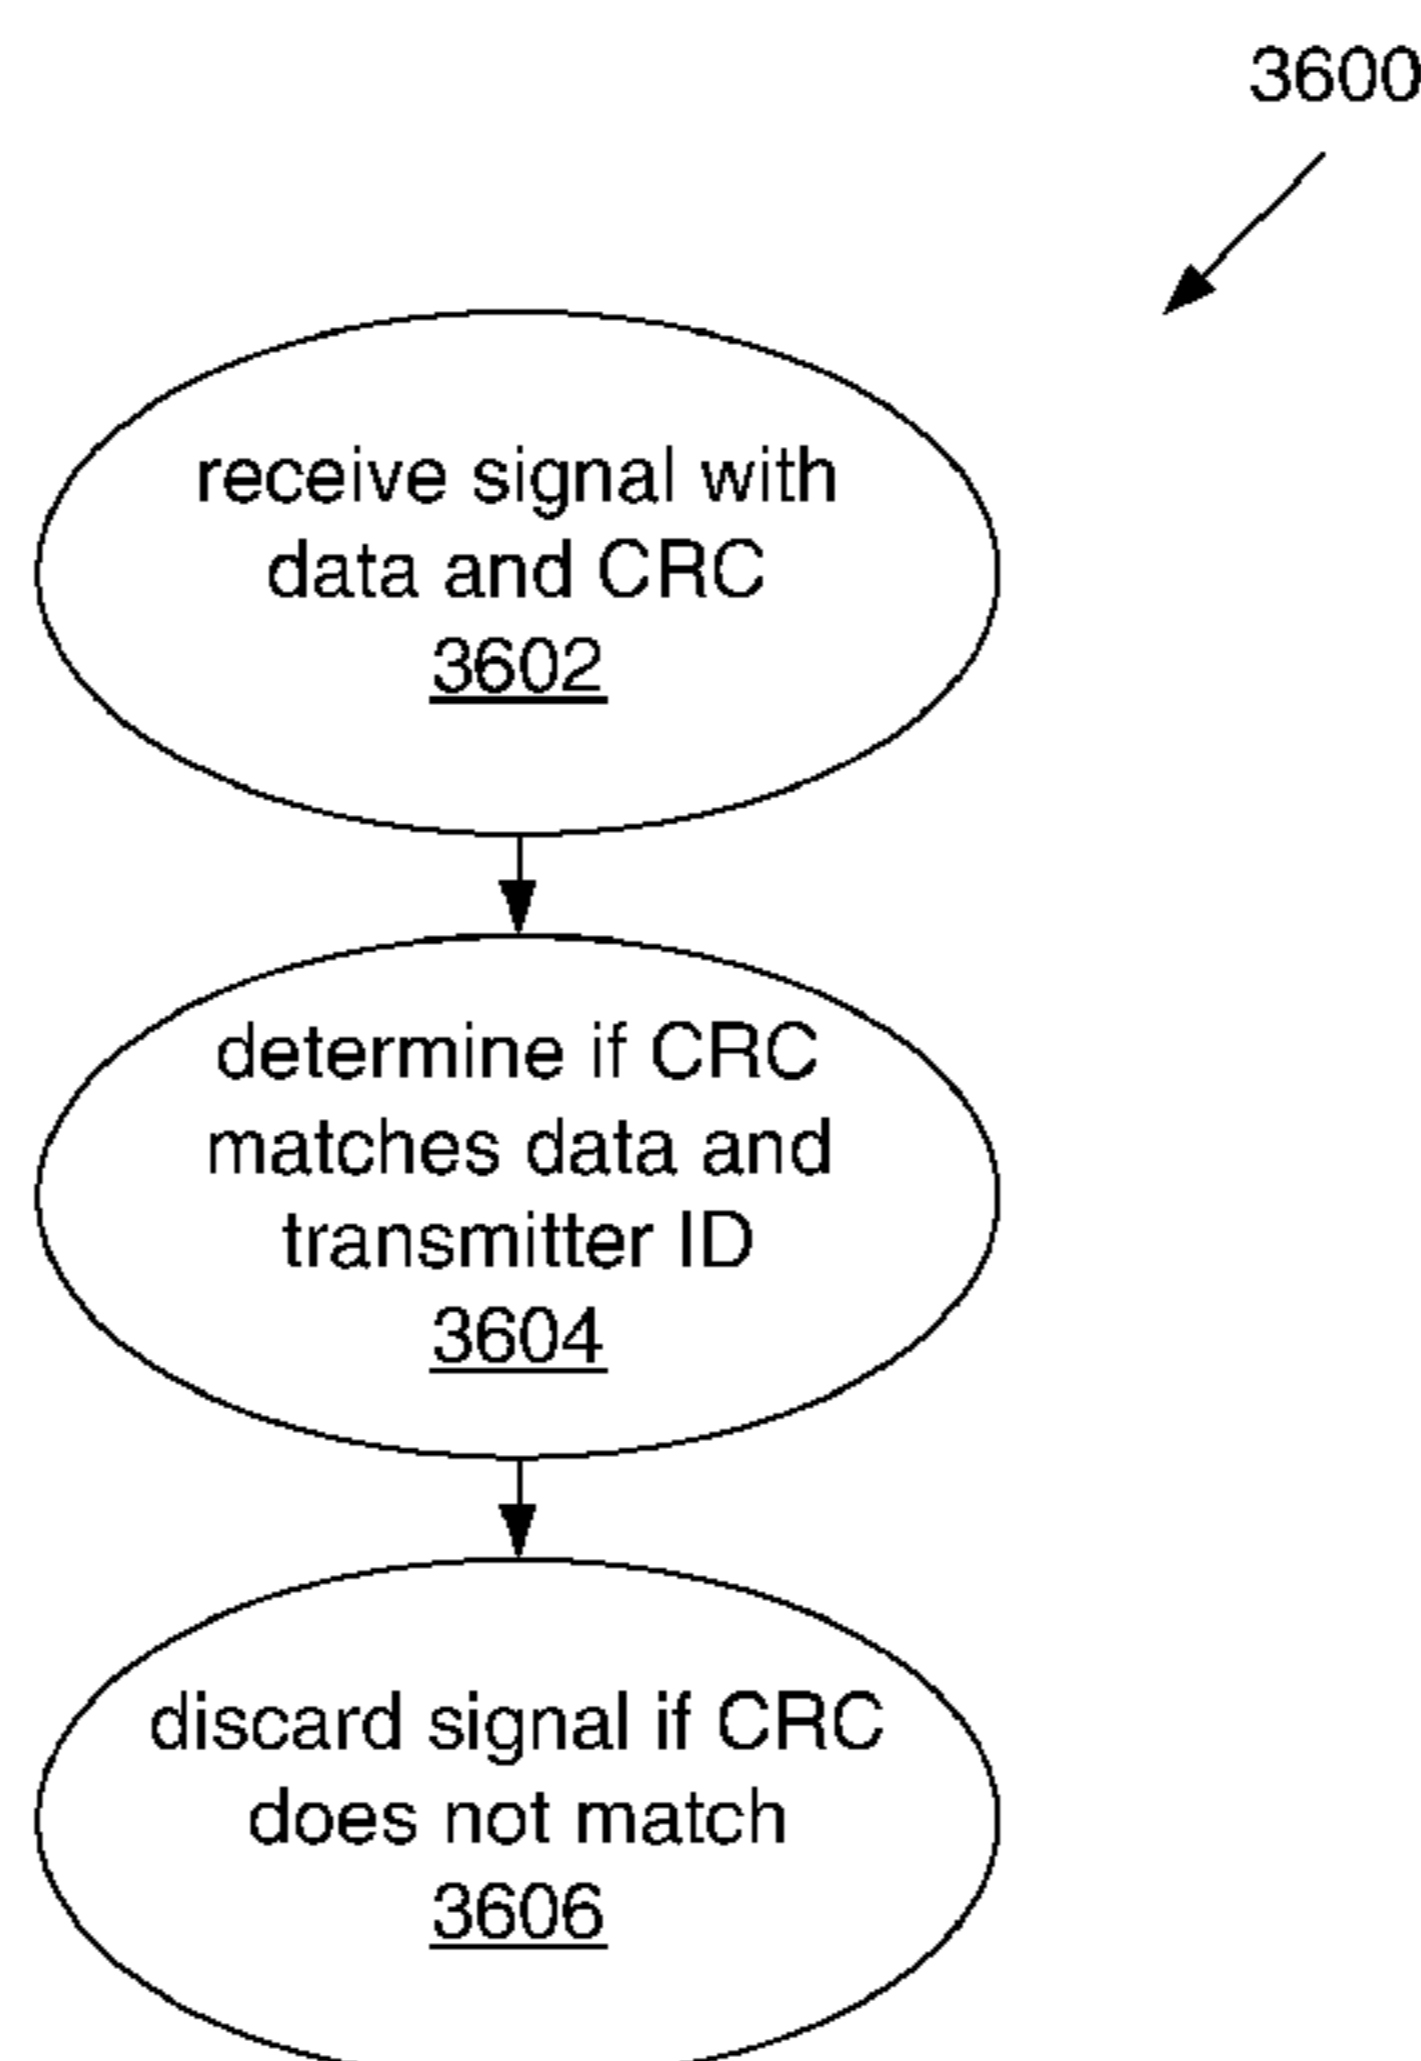 3600
receive signal with
data and CRC
3602
determine if CRC
matches data and
transmitter ID
3604
discard signal if CRC
does not match
3606